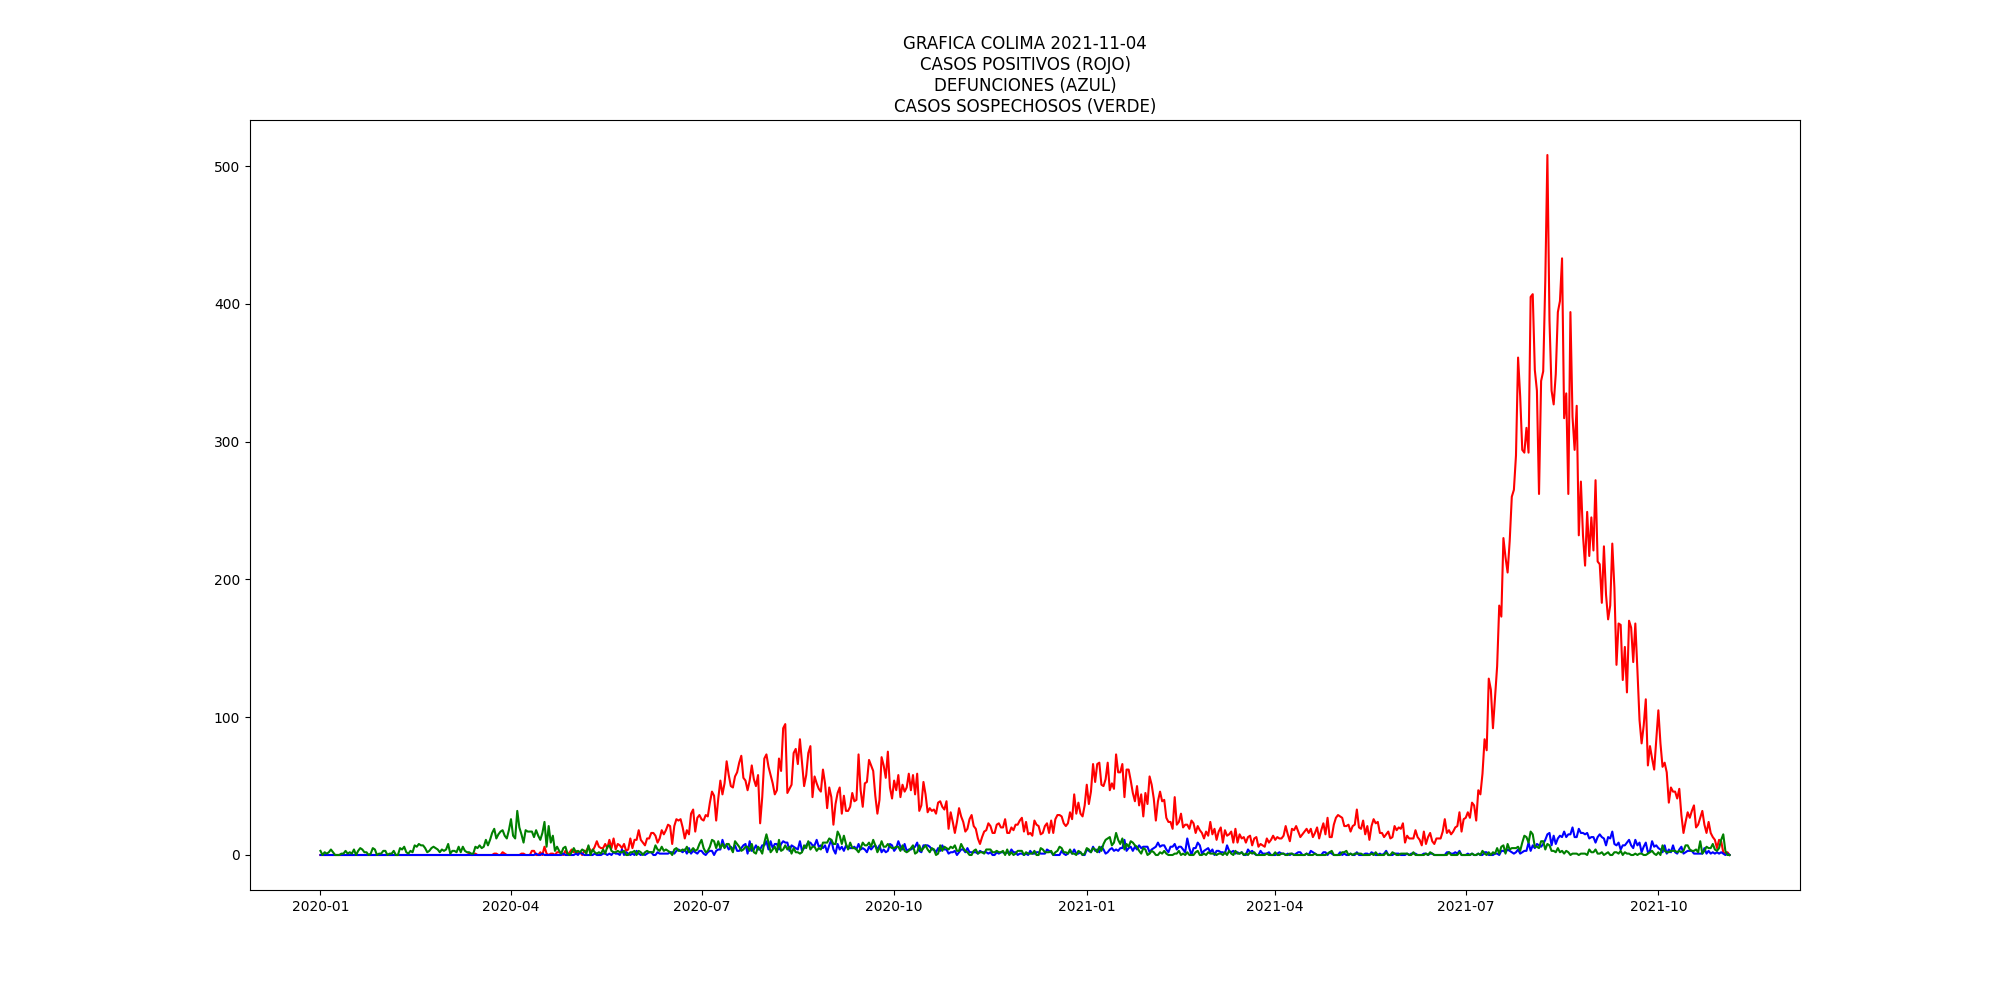 GRAFICA COLIMA 2021-11-04
CASOS POSITIVOS (ROJO)
DEFUNCIONES (AZUL)
CASOS SOSPECHOSOS (VERDE)
500
400
300
200
100
0
2020-01 2020-04 2020-07 2020-10 2021-01 2021-04 2021-07 2021-10